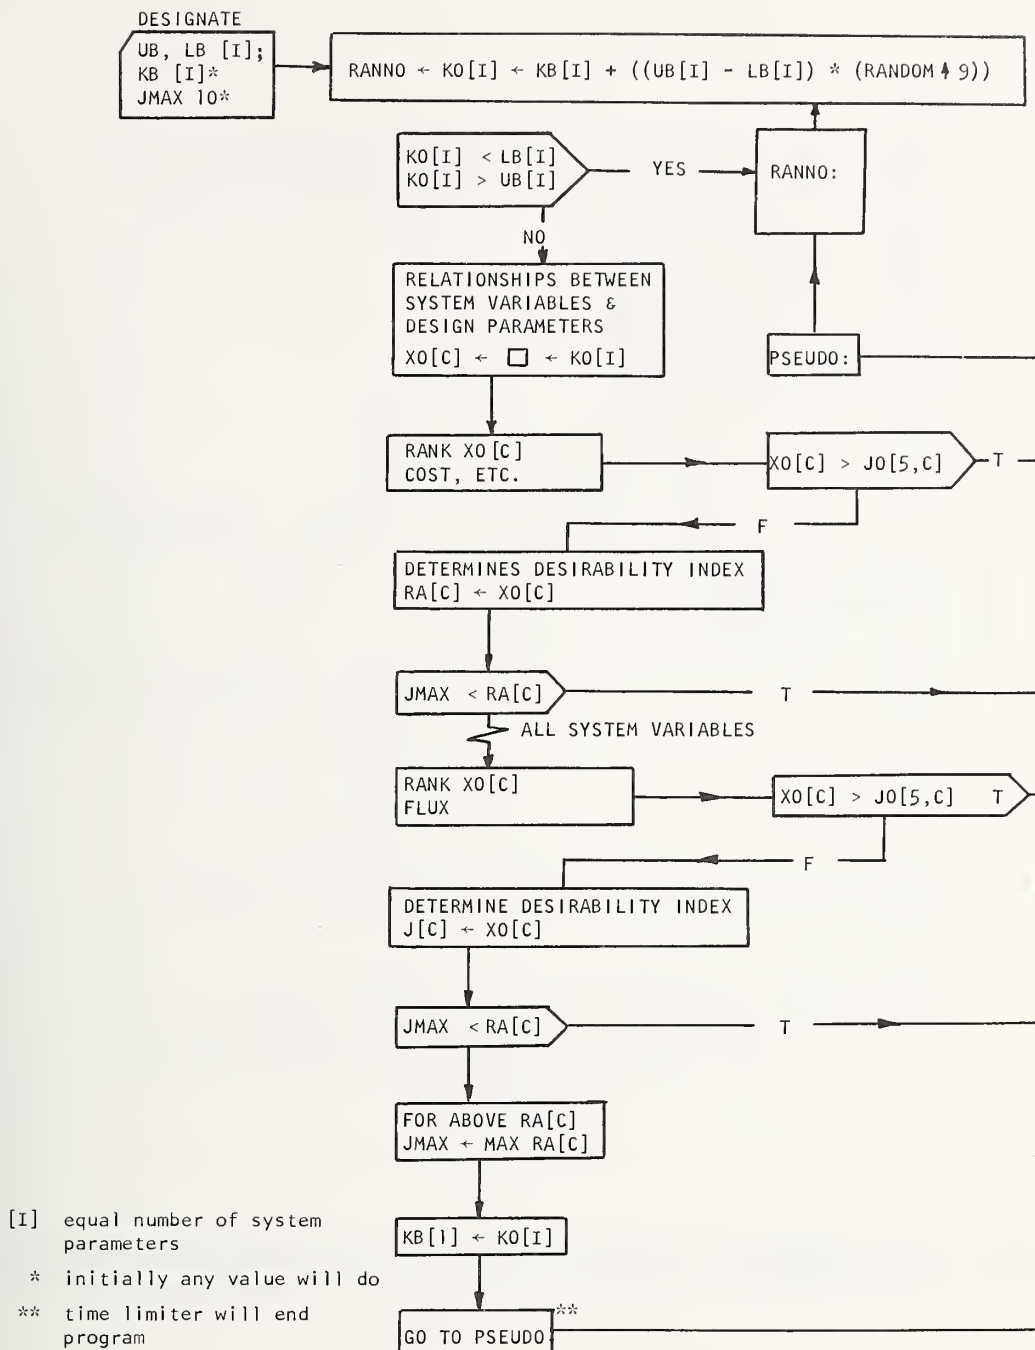 DESIGNATE
UB, LB [I];
KB [I]*
JMAX 10*
RANNO ← KO[I] ← KB[I] + ((UB[I] - LB[I]) * (RANDOM ↑ 9))
KO[I] < LB[I]
KO[I] > UB[I]
YES
RANNO:
NO
RELATIONSHIPS BETWEEN
SYSTEM VARIABLES &
DESIGN PARAMETERS
XO[C] ← □ ← KO[I]
PSEUDO:
RANK XO[C]
COST, ETC.
XO[C] > JO[5,C]
T
F
DETERMINES DESIRABILITY INDEX
RA[C] ← XO[C]
JMAX < RA[C]
T
ALL SYSTEM VARIABLES
RANK XO[C]
FLUX
XO[C] > JO[5,C] T
F
DETERMINE DESIRABILITY INDEX
J[C] ← XO[C]
JMAX < RA[C]
T
FOR ABOVE RA[C]
JMAX ← MAX RA[C]
KB[I] ← KO[I]
GO TO PSEUDO**
[I] equal number of system
parameters
* initially any value will do
** time limiter will end
program